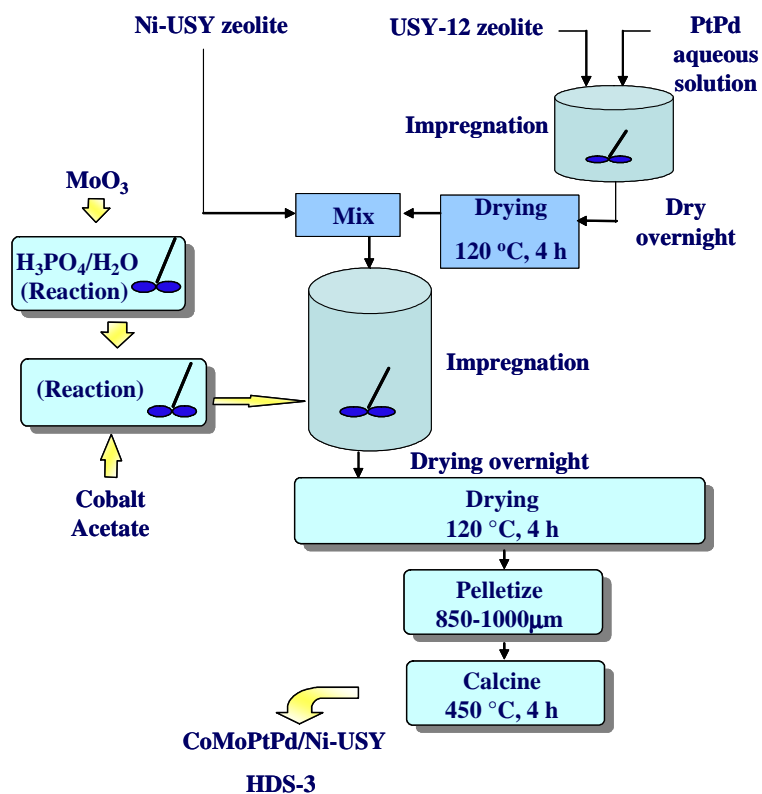 Ni-USY zeolite
USY-12 zeolite
PtPd
aqueous
solution
Impregnation
MoO₃
Mix
Drying
120 °C, 4 h
Dry
overnight
H₃PO₄/H₂O
(Reaction)
Impregnation
(Reaction)
Drying overnight
Cobalt
Acetate
Drying
120 °C, 4 h
Pelletize
850-1000μm
Calcine
450 °C, 4 h
CoMoPtPd/Ni-USY
HDS-3